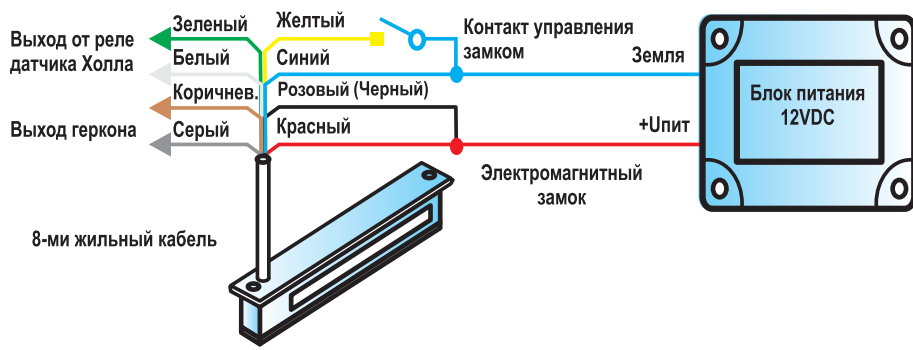 Выход от реле
датчика Холла
Зеленый
Белый
Коричнев.
Выход геркона
Серый
Желтый
Синий
Розовый (Черный)
Красный
Контакт управления
замком
Земля
+Uпит
Блок питания
12VDC
Электромагнитный
замок
8-ми жильный кабель